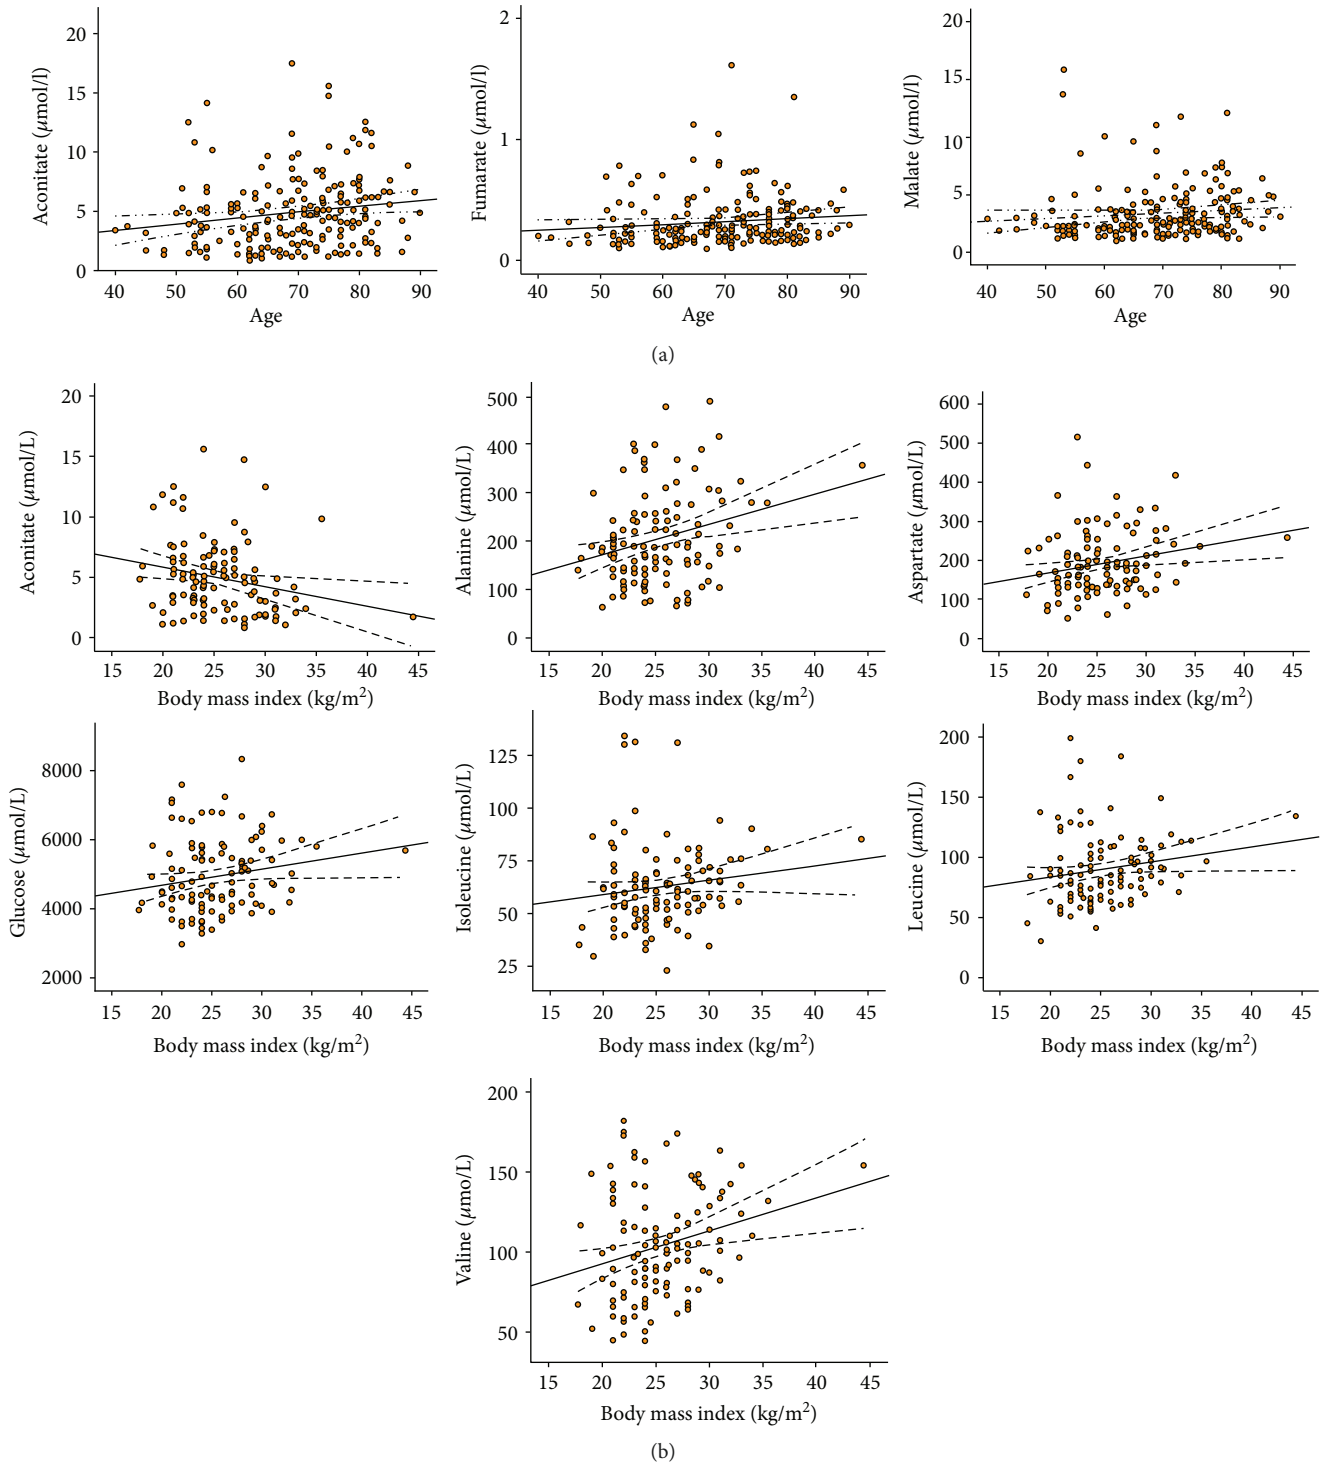 Aconitate (μmol/l)
20
15
10
5
0
40 50 60 70 80 90
Age
Fumarate (μmol/l)
2
1
0
40 50 60 70 80 90
Age
Malate (μmol/l)
20
15
10
5
0
40 50 60 70 80 90
Age
(a)
Aconitate (μmol/L)
20
15
10
5
0
15 20 25 30 35 40 45
Body mass index (kg/m²)
Alanine (μmol/L)
500
400
300
200
100
0
15 20 25 30 35 40 45
Body mass index (kg/m²)
Aspartate (μmol/L)
600
500
400
300
200
100
0
15 20 25 30 35 40 45
Body mass index (kg/m²)
Glucose (μmol/L)
8000
6000
4000
2000
15 20 25 30 35 40 45
Body mass index (kg/m²)
Isoleucine (μmol/L)
125
100
75
50
25
15 20 25 30 35 40 45
Body mass index (kg/m²)
Leucine (μmol/L)
200
150
100
50
0
15 20 25 30 35 40 45
Body mass index (kg/m²)
Valine (μmo/L)
200
150
100
50
15 20 25 30 35 40 45
Body mass index (kg/m²)
(b)